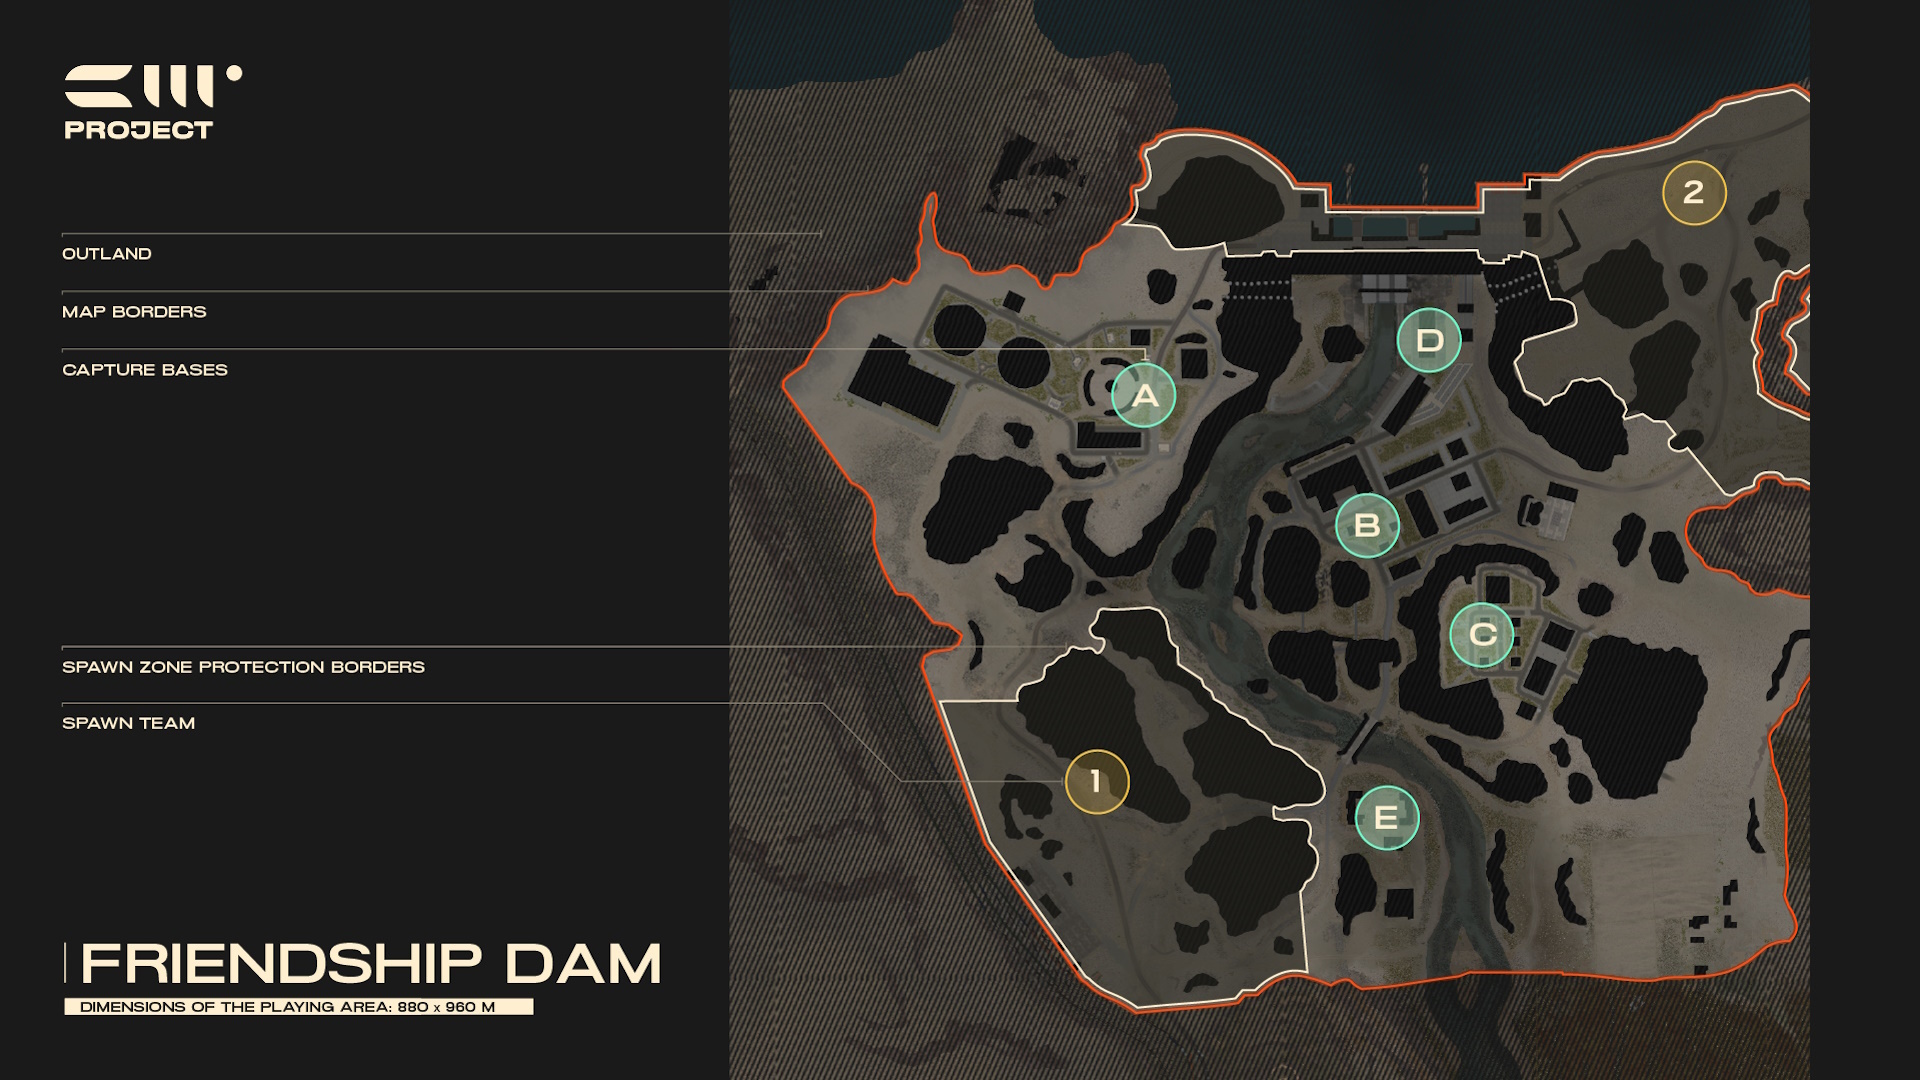 CW
PROJECT
OUTLAND
MAP BORDERS
CAPTURE BASES
SPAWN ZONE PROTECTION BORDERS
SPAWN TEAM
FRIENDSHIP DAM
DIMENSIONS OF THE PLAYING AREA: 880 x 960 M
2
D
A
B
C
1
E